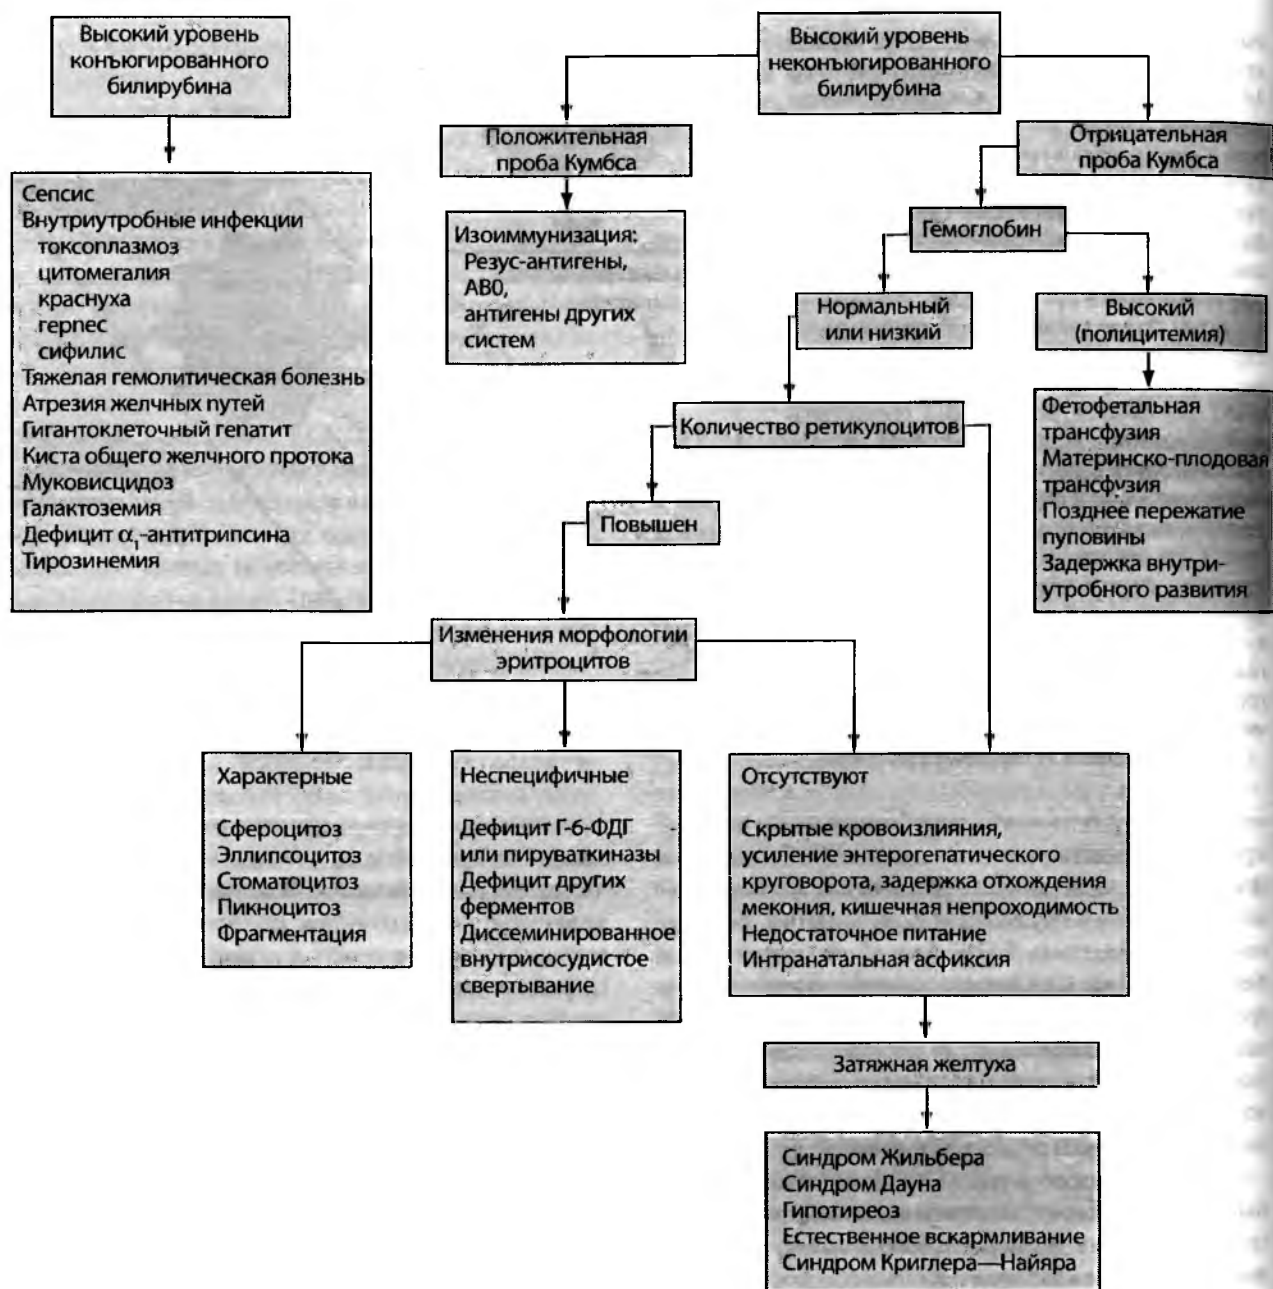 Высокий уровень
конъюгированного
билирубина
Сепсис
Внутриутробные инфекции
токсоплазмоз
цитомегалия
краснуха
герпес
сифилис
Тяжелая гемолитическая болезнь
Атрезия желчных путей
Гигантоклеточный гепатит
Киста общего желчного протока
Муковисцидоз
Галактоземия
Дефицит α₁-антитрипсина
Тирозинемия
Высокий уровень
неконъюгированного
билирубина
Положительная
проба Кумбса
Изоиммунизация:
Резус-антигены,
АВ0,
антигены других
систем
Отрицательная
проба Кумбса
Гемоглобин
Нормальный
или низкий
Высокий
(полицитемия)
Фетофетальная
трансфузия
Материнско-плодовая
трансфузия
Позднее пережатие
пуповины
Задержка внутри-
утробного развития
Количество ретикулоцитов
Повышен
Изменения морфологии
эритроцитов
Характерные
Сфероцитоз
Эллипсоцитоз
Стоматоцитоз
Пикноцитоз
Фрагментация
Неспецифичные
Дефицит Г-6-ФДГ
или пируваткиназы
Дефицит других
ферментов
Диссеминированное
внутрисосудистое
свертывание
Отсутствуют
Скрытые кровоизлияния,
усиление энтерогепатического
круговорота, задержка отхождения
мекония, кишечная непроходимость
Недостаточное питание
Интранатальная асфиксия
Затяжная желтуха
Синдром Жильбера
Синдром Дауна
Гипотиреоз
Естественное вскармливание
Синдром Криглера—Найяра